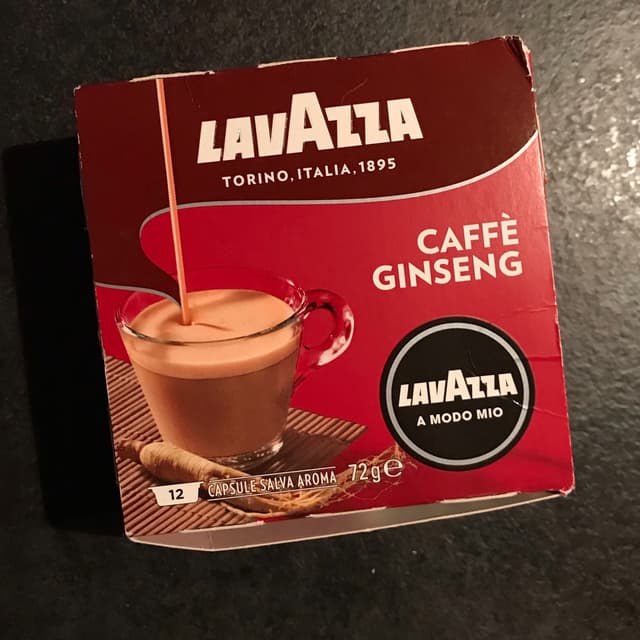 LAVAZZA
TORINO, ITALIA, 1895
CAFFÈ
GINSENG
LAVAZZA
A MODO MIO
12 CAPSULE SALVA AROMA 72g℮